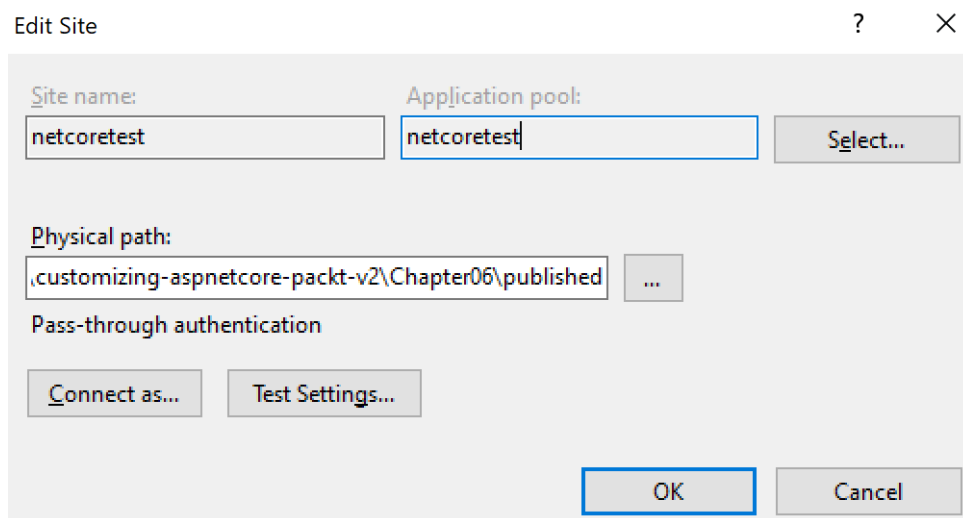 Edit Site
?
Site name:
Application pool:
netcoretest
netcoretest
Select...
Physical path:
\customizing-aspnetcore-packt-v2\Chapter06\published
...
Pass-through authentication
Connect as...
Test Settings...
OK
Cancel